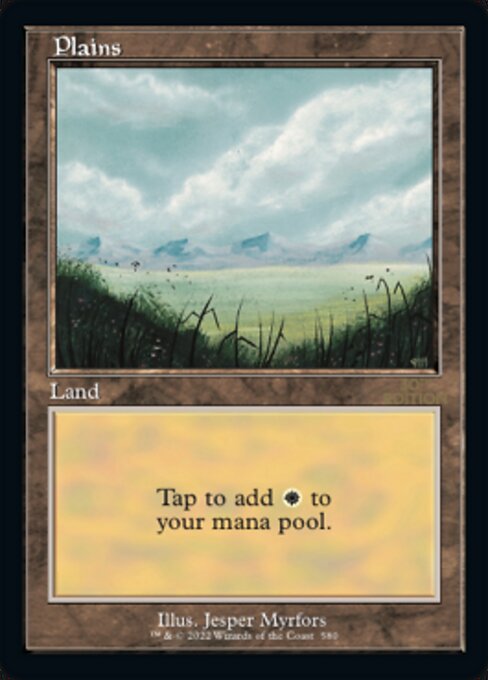 Plains
Land
EDITION
Tap to add to
your mana pool.
Illus. Jesper Myrfors
™ & © 2022 Wizards of the Coast 580